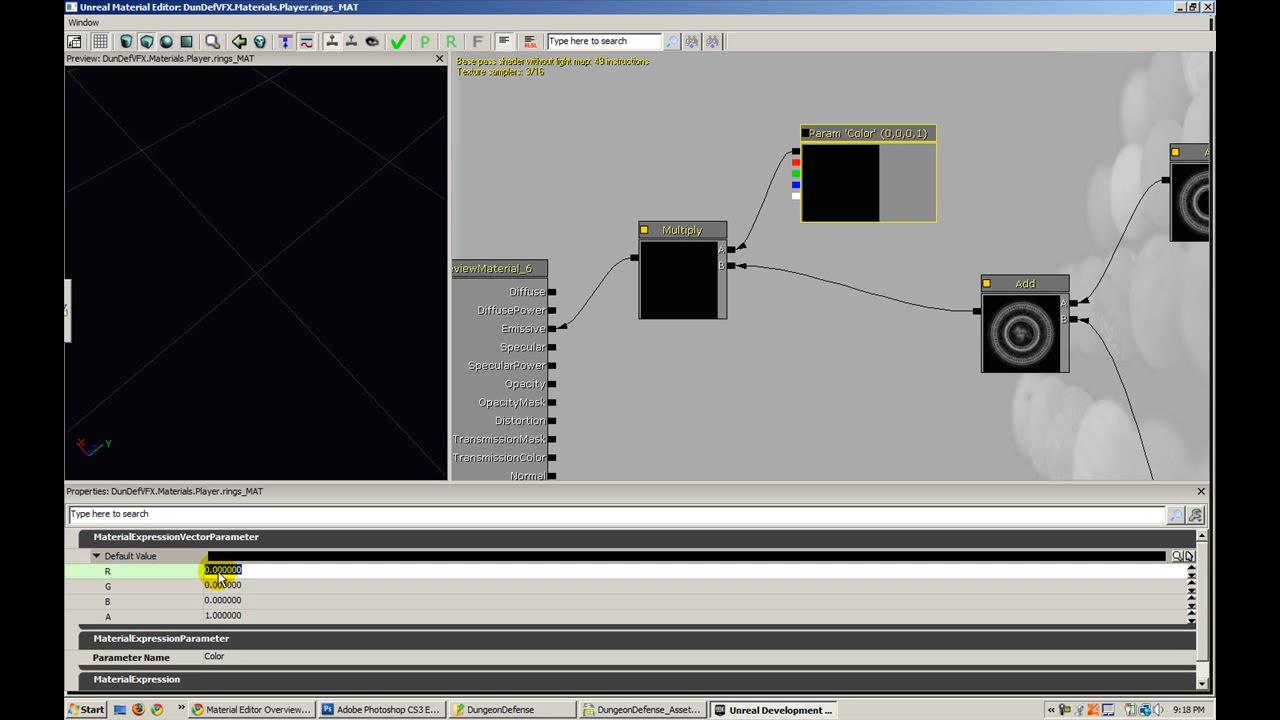 Unreal Material Editor: DunDefVFX.Materials.Player.rings_MAT
Window
P R F HLSL Type here to search
Preview: DunDefVFX.Materials.Player.rings_MAT
Base pass shader without light map: 49 instructions
Texture samplers: 3/16
Param 'Color' (0,0,0,1)
Multiply
A
B
eviewMaterial_6
Diffuse
DiffusePower
Emissive
Specular
SpecularPower
Opacity
OpacityMask
Distortion
TransmissionMask
TransmissionColor
Normal
Add
A
B
A
X Y
Properties: DunDefVFX.Materials.Player.rings_MAT
Type here to search
MaterialExpressionVectorParameter
Default Value
R 0.000000
G 0.000000
B 0.000000
A 1.000000
MaterialExpressionParameter
Parameter Name Color
MaterialExpression
Start » Material Editor Overview... Adobe Photoshop CS3 E... DungeonDefense DungeonDefense_Asset... Unreal Development ... « 9:18 PM